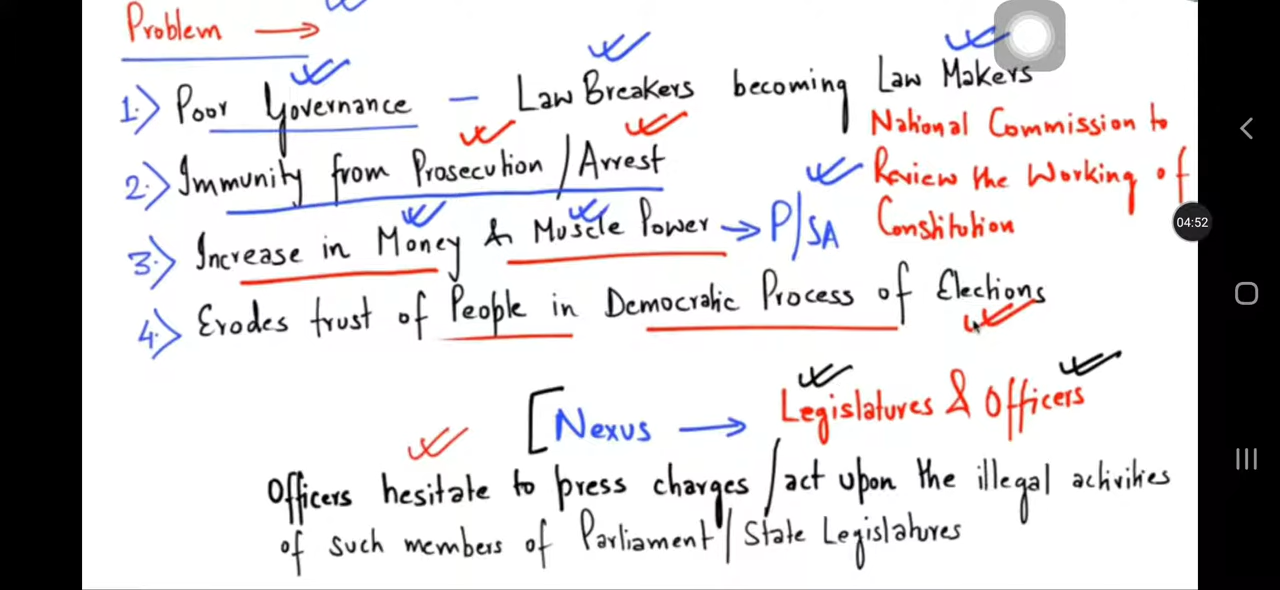 Problem →
1.) Poor Governance – Law Breakers becoming Law Makers
National Commission to
Review the Working of
Constitution
2.) Immunity from Prosecution / Arrest
3.) Increase in Money & Muscle Power → P/SA
4.) Erodes trust of People in Democratic Process of Elections
[Nexus → Legislatures & Officers
Officers hesitate to press charges / act upon the illegal activities
of such members of Parliament / State Legislatures
04:52